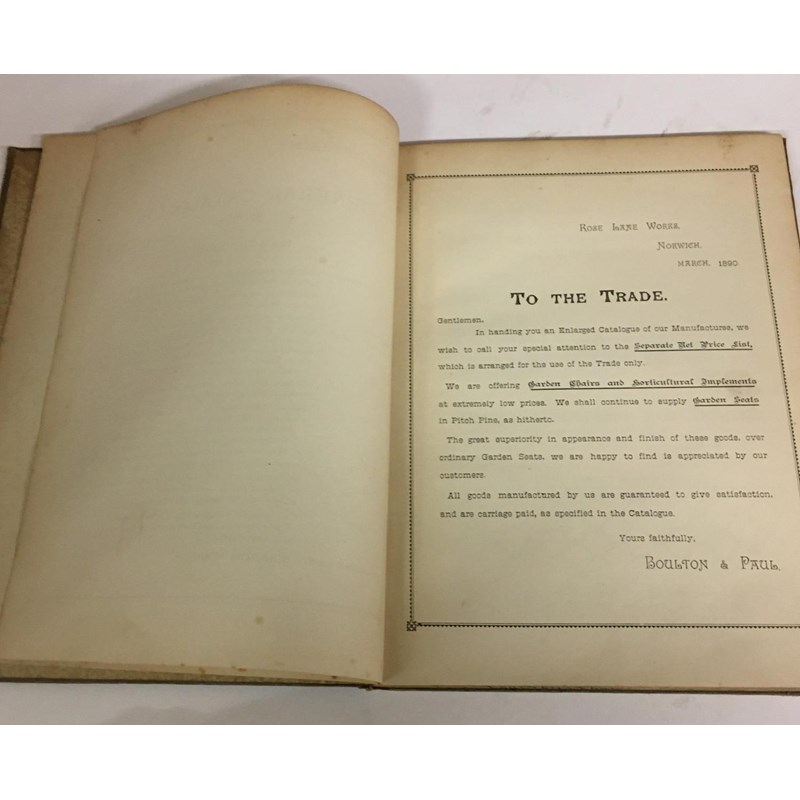 Rose Lane Works,
Norwich,
March, 1890.
To the Trade.
Gentlemen,
In handing you an Enlarged Catalogue of our Manufactures, we
wish to call your special attention to the Separate Net Price List,
which is arranged for the use of the Trade only.
We are offering Garden Chairs and Horticultural Implements
at extremely low prices. We shall continue to supply Garden Seats
in Pitch Pine, as hitherto.
The great superiority in appearance and finish of these goods, over
ordinary Garden Seats, we are happy to find is appreciated by our
customers.
All goods manufactured by us are guaranteed to give satisfaction,
and are carriage paid, as specified in the Catalogue.
Yours faithfully,
Boulton & Paul.